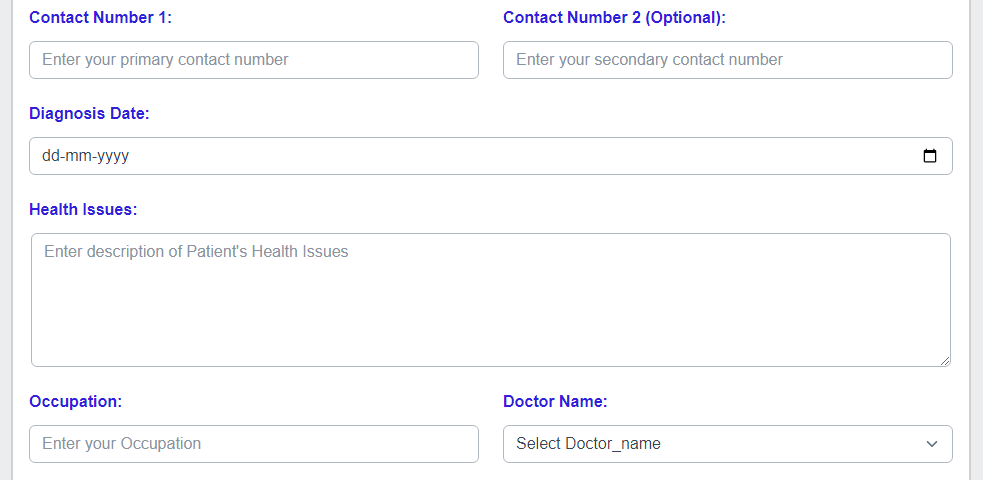 Contact Number 1:
Contact Number 2 (Optional):
Enter your primary contact number
Enter your secondary contact number
Diagnosis Date:
dd-mm-yyyy
Health Issues:
Enter description of Patient's Health Issues
Occupation:
Doctor Name:
Enter your Occupation
Select Doctor_name